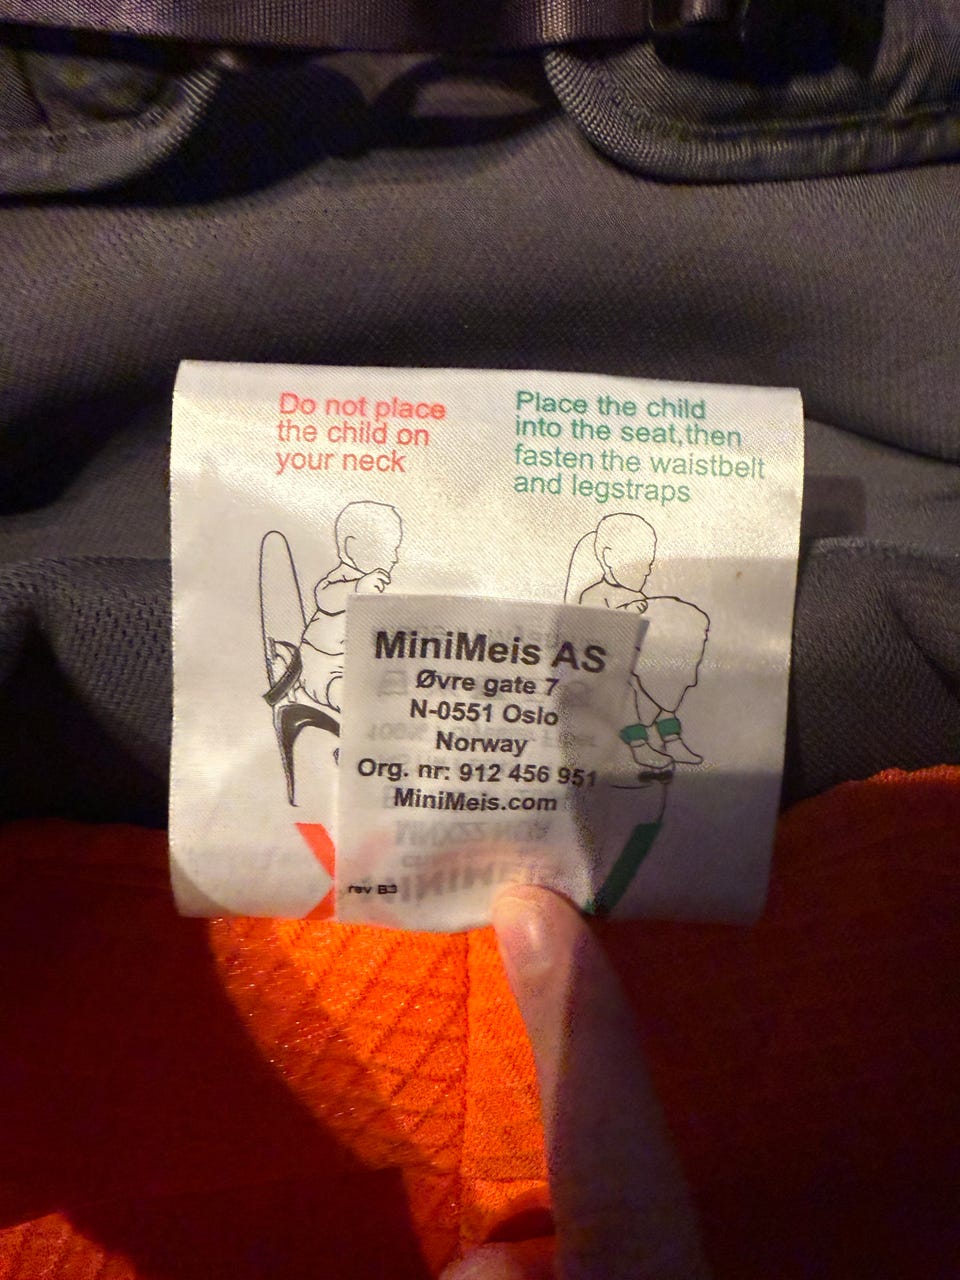 Do not place
the child on
your neck
Place the child
into the seat,then
fasten the waistbelt
and legstraps
MiniMeis AS
Øvre gate 7
N-0551 Oslo
Norway
Org. nr: 912 456 951
MiniMeis.com
rev B3